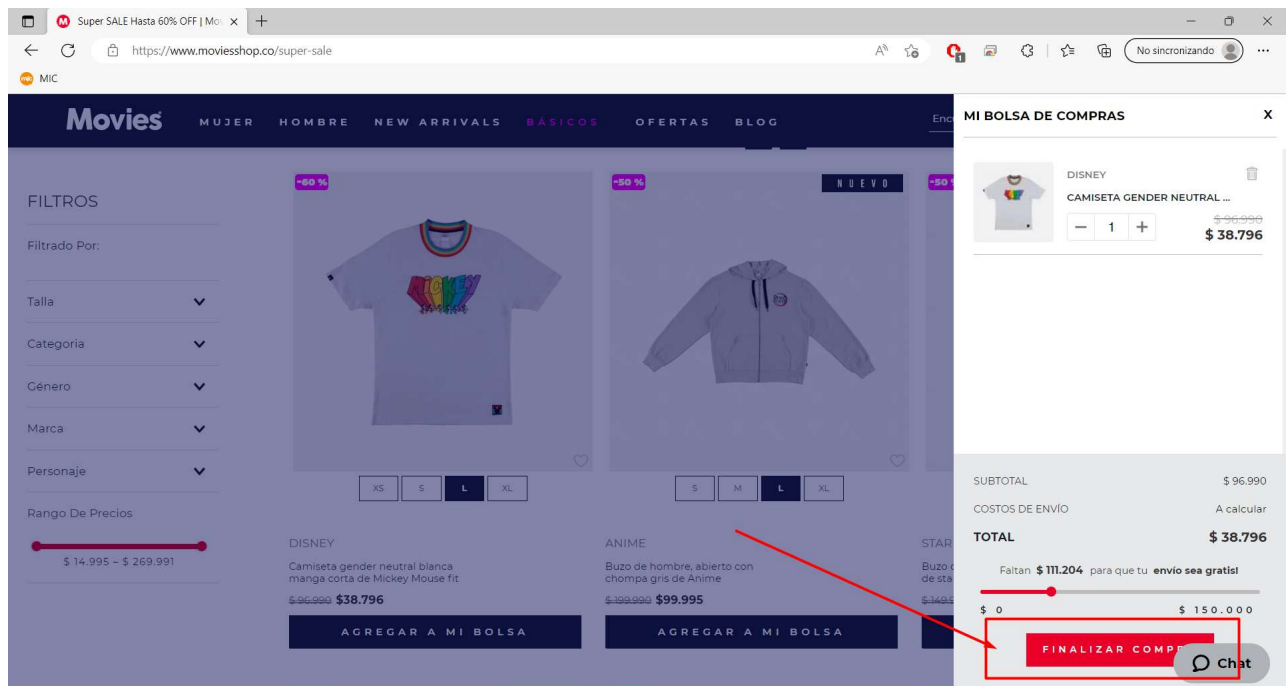 Super SALE Hasta 60% OFF | Mov
https://www.moviesshop.co/super-sale
1
No sincronizando
MIC
Movies
MUJER HOMBRE NEW ARRIVALS BÁSICOS OFERTAS BLOG
MI BOLSA DE COMPRAS X
FILTROS
Filtrado Por:
Talla
Categoria
Género
Marca
Personaje
Rango De Precios
$ 14.995 – $ 269.991
-60 %
MICKEY
XS S L XL
DISNEY
Camiseta gender neutral blanca
manga corta de Mickey Mouse fit
$ 96.990 $38.796
AGREGAR A MI BOLSA
-50 %
NUEVO
S M L XL
ANIME
Buzo de hombre, abierto con
chompa gris de Anime
$ 199.990 $99.995
AGREGAR A MI BOLSA
DISNEY
CAMISETA GENDER NEUTRAL ...
$ 96.990
− 1 +
$ 38.796
SUBTOTAL $ 96.990
COSTOS DE ENVÍO A calcular
TOTAL $ 38.796
Faltan $ 111.204 para que tu envío sea gratis!
$ 0 $ 150.000
FINALIZAR COMP
Chat